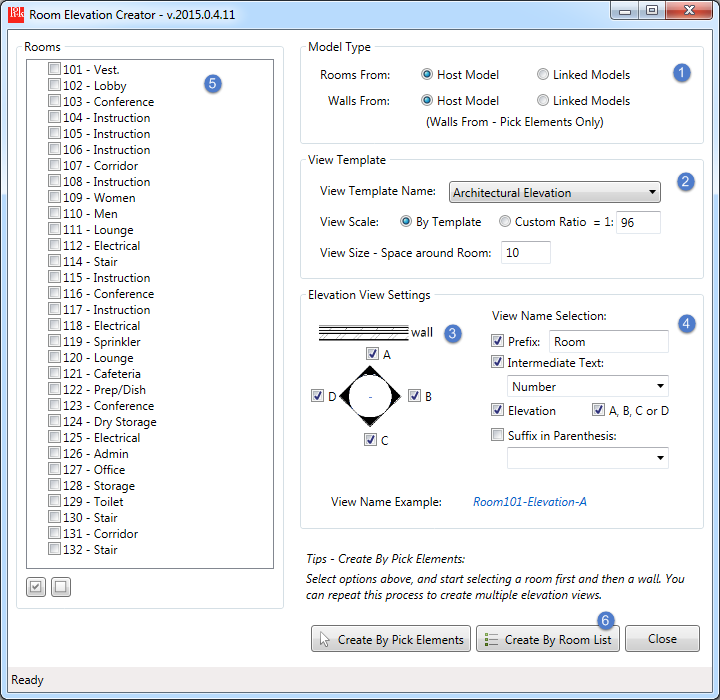 Room Elevation Creator - v.2015.0.4.11
Rooms
101 - Vest.
102 - Lobby
103 - Conference
104 - Instruction
105 - Instruction
106 - Instruction
107 - Corridor
108 - Instruction
109 - Women
110 - Men
111 - Lounge
112 - Electrical
114 - Stair
115 - Instruction
116 - Conference
117 - Instruction
118 - Electrical
119 - Sprinkler
120 - Lounge
121 - Cafeteria
122 - Prep/Dish
123 - Conference
124 - Dry Storage
125 - Electrical
126 - Admin
127 - Office
128 - Storage
129 - Toilet
130 - Stair
131 - Corridor
132 - Stair
5
Model Type
1
Rooms From: Host Model Linked Models
Walls From: Host Model Linked Models
(Walls From - Pick Elements Only)
View Template
2
View Template Name: Architectural Elevation
View Scale: By Template Custom Ratio = 1: 96
View Size - Space around Room: 10
Elevation View Settings
wall
3
A
D - B
C
View Name Selection:
4
Prefix: Room
Intermediate Text:
Number
Elevation A, B, C or D
Suffix in Parenthesis:
View Name Example: Room101-Elevation-A
Tips - Create By Pick Elements:
Select options above, and start selecting a room first and then a wall. You
can repeat this process to create multiple elevation views.
6
Create By Pick Elements Create By Room List Close
Ready